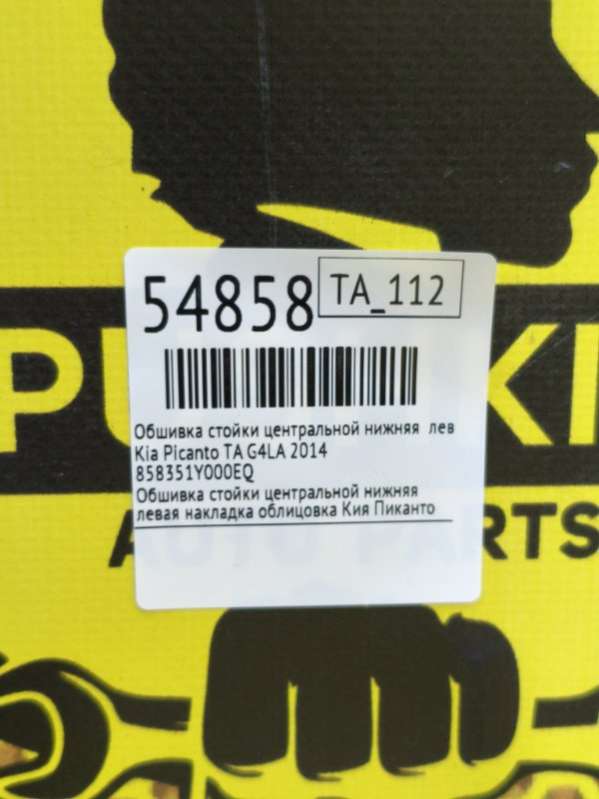 54858
TA_112
Обшивка стойки центральной нижняя лев
Kia Picanto TA G4LA 2014
858351Y000EQ
Обшивка стойки центральной нижняя
левая накладка облицовка Кия Пиканто